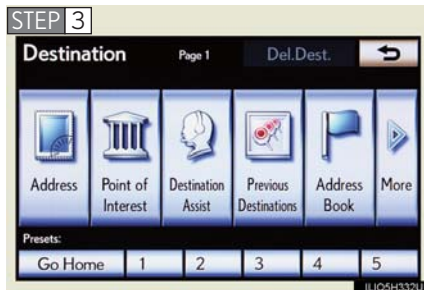 STEP 3
Destination Page 1 Del.Dest.
Address Point of Interest Destination Assist Previous Destinations Address Book More
Presets:
Go Home 1 2 3 4 5
IUO5H332U